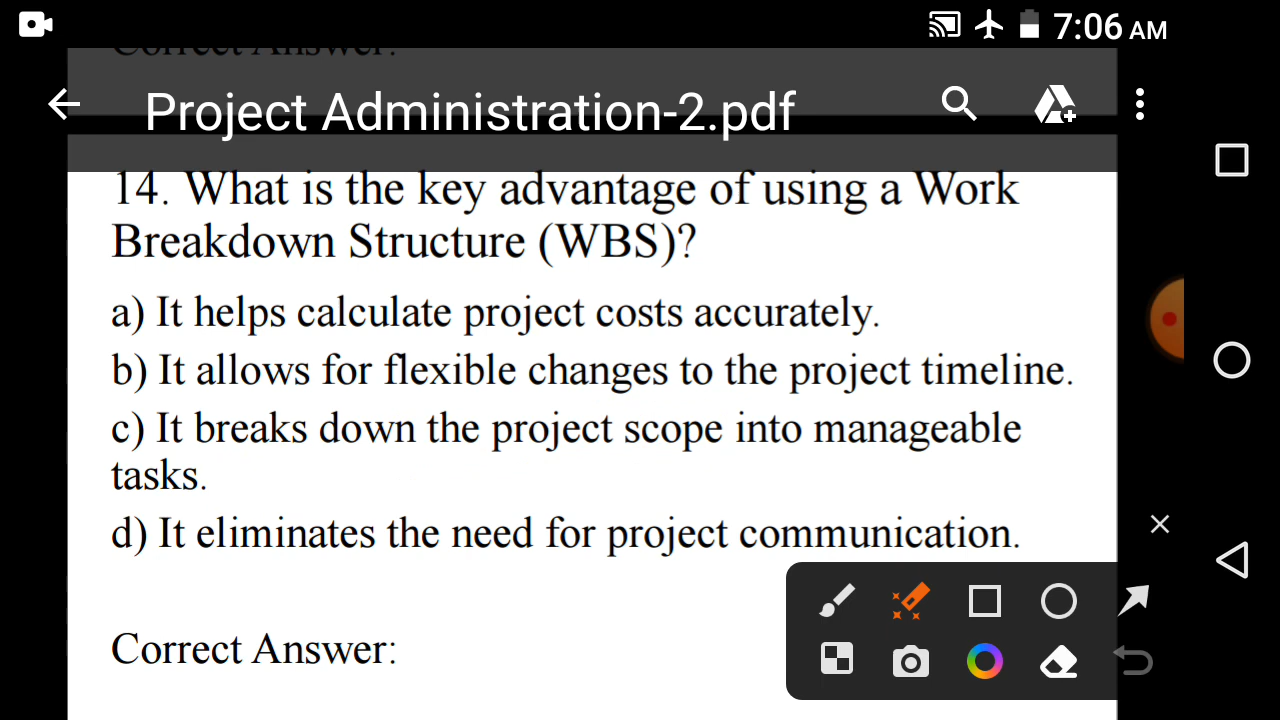 7:06 AM
Correct Answer:
Project Administration-2.pdf
14. What is the key advantage of using a Work
Breakdown Structure (WBS)?
a) It helps calculate project costs accurately.
b) It allows for flexible changes to the project timeline.
c) It breaks down the project scope into manageable
tasks.
d) It eliminates the need for project communication.
Correct Answer: